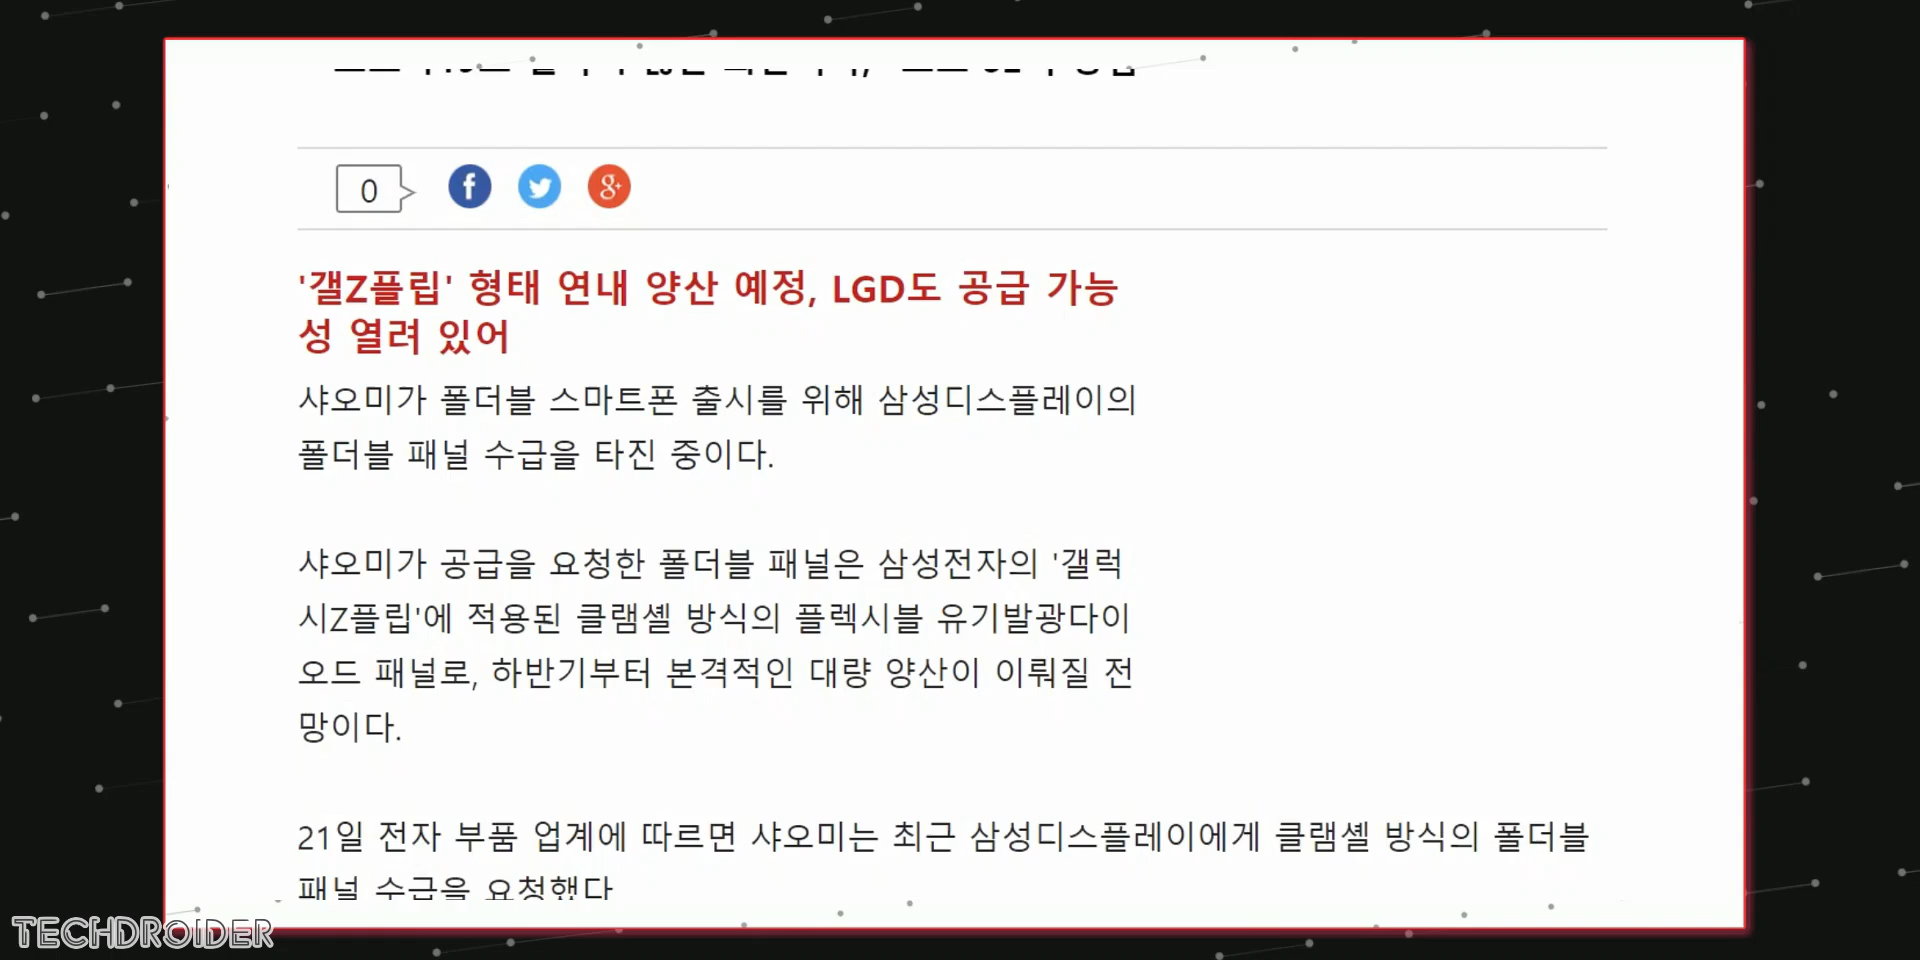 0
'갤Z플립' 형태 연내 양산 예정, LGD도 공급 가능
성 열려 있어
샤오미가 폴더블 스마트폰 출시를 위해 삼성디스플레이의
폴더블 패널 수급을 타진 중이다.
샤오미가 공급을 요청한 폴더블 패널은 삼성전자의 '갤럭
시Z플립'에 적용된 클램셸 방식의 플렉시블 유기발광다이
오드 패널로, 하반기부터 본격적인 대량 양산이 이뤄질 전
망이다.
21일 전자 부품 업계에 따르면 샤오미는 최근 삼성디스플레이에게 클램셸 방식의 폴더블
패널 수급을 요청했다
TECHDROIDER